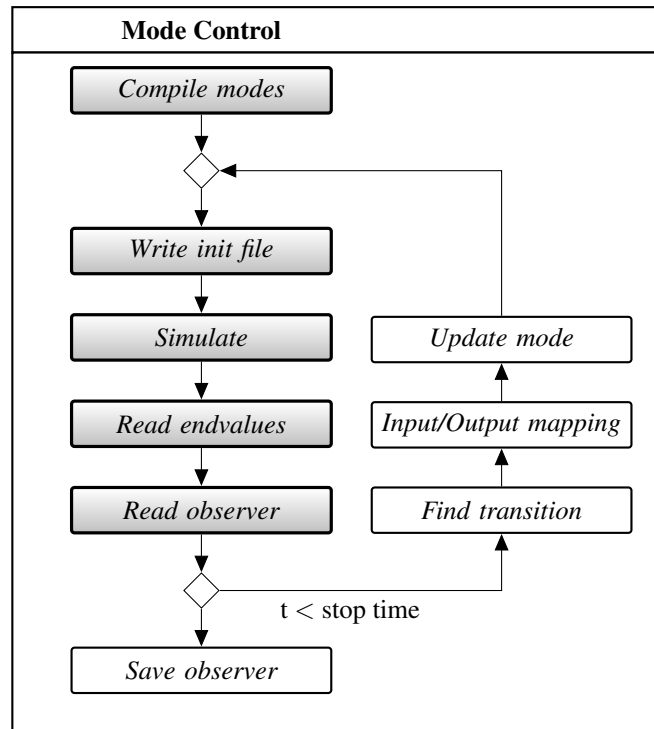 Mode Control
Compile modes
Write init file
Simulate
Update mode
Read endvalues
Input/Output mapping
Read observer
Find transition
t < stop time
Save observer